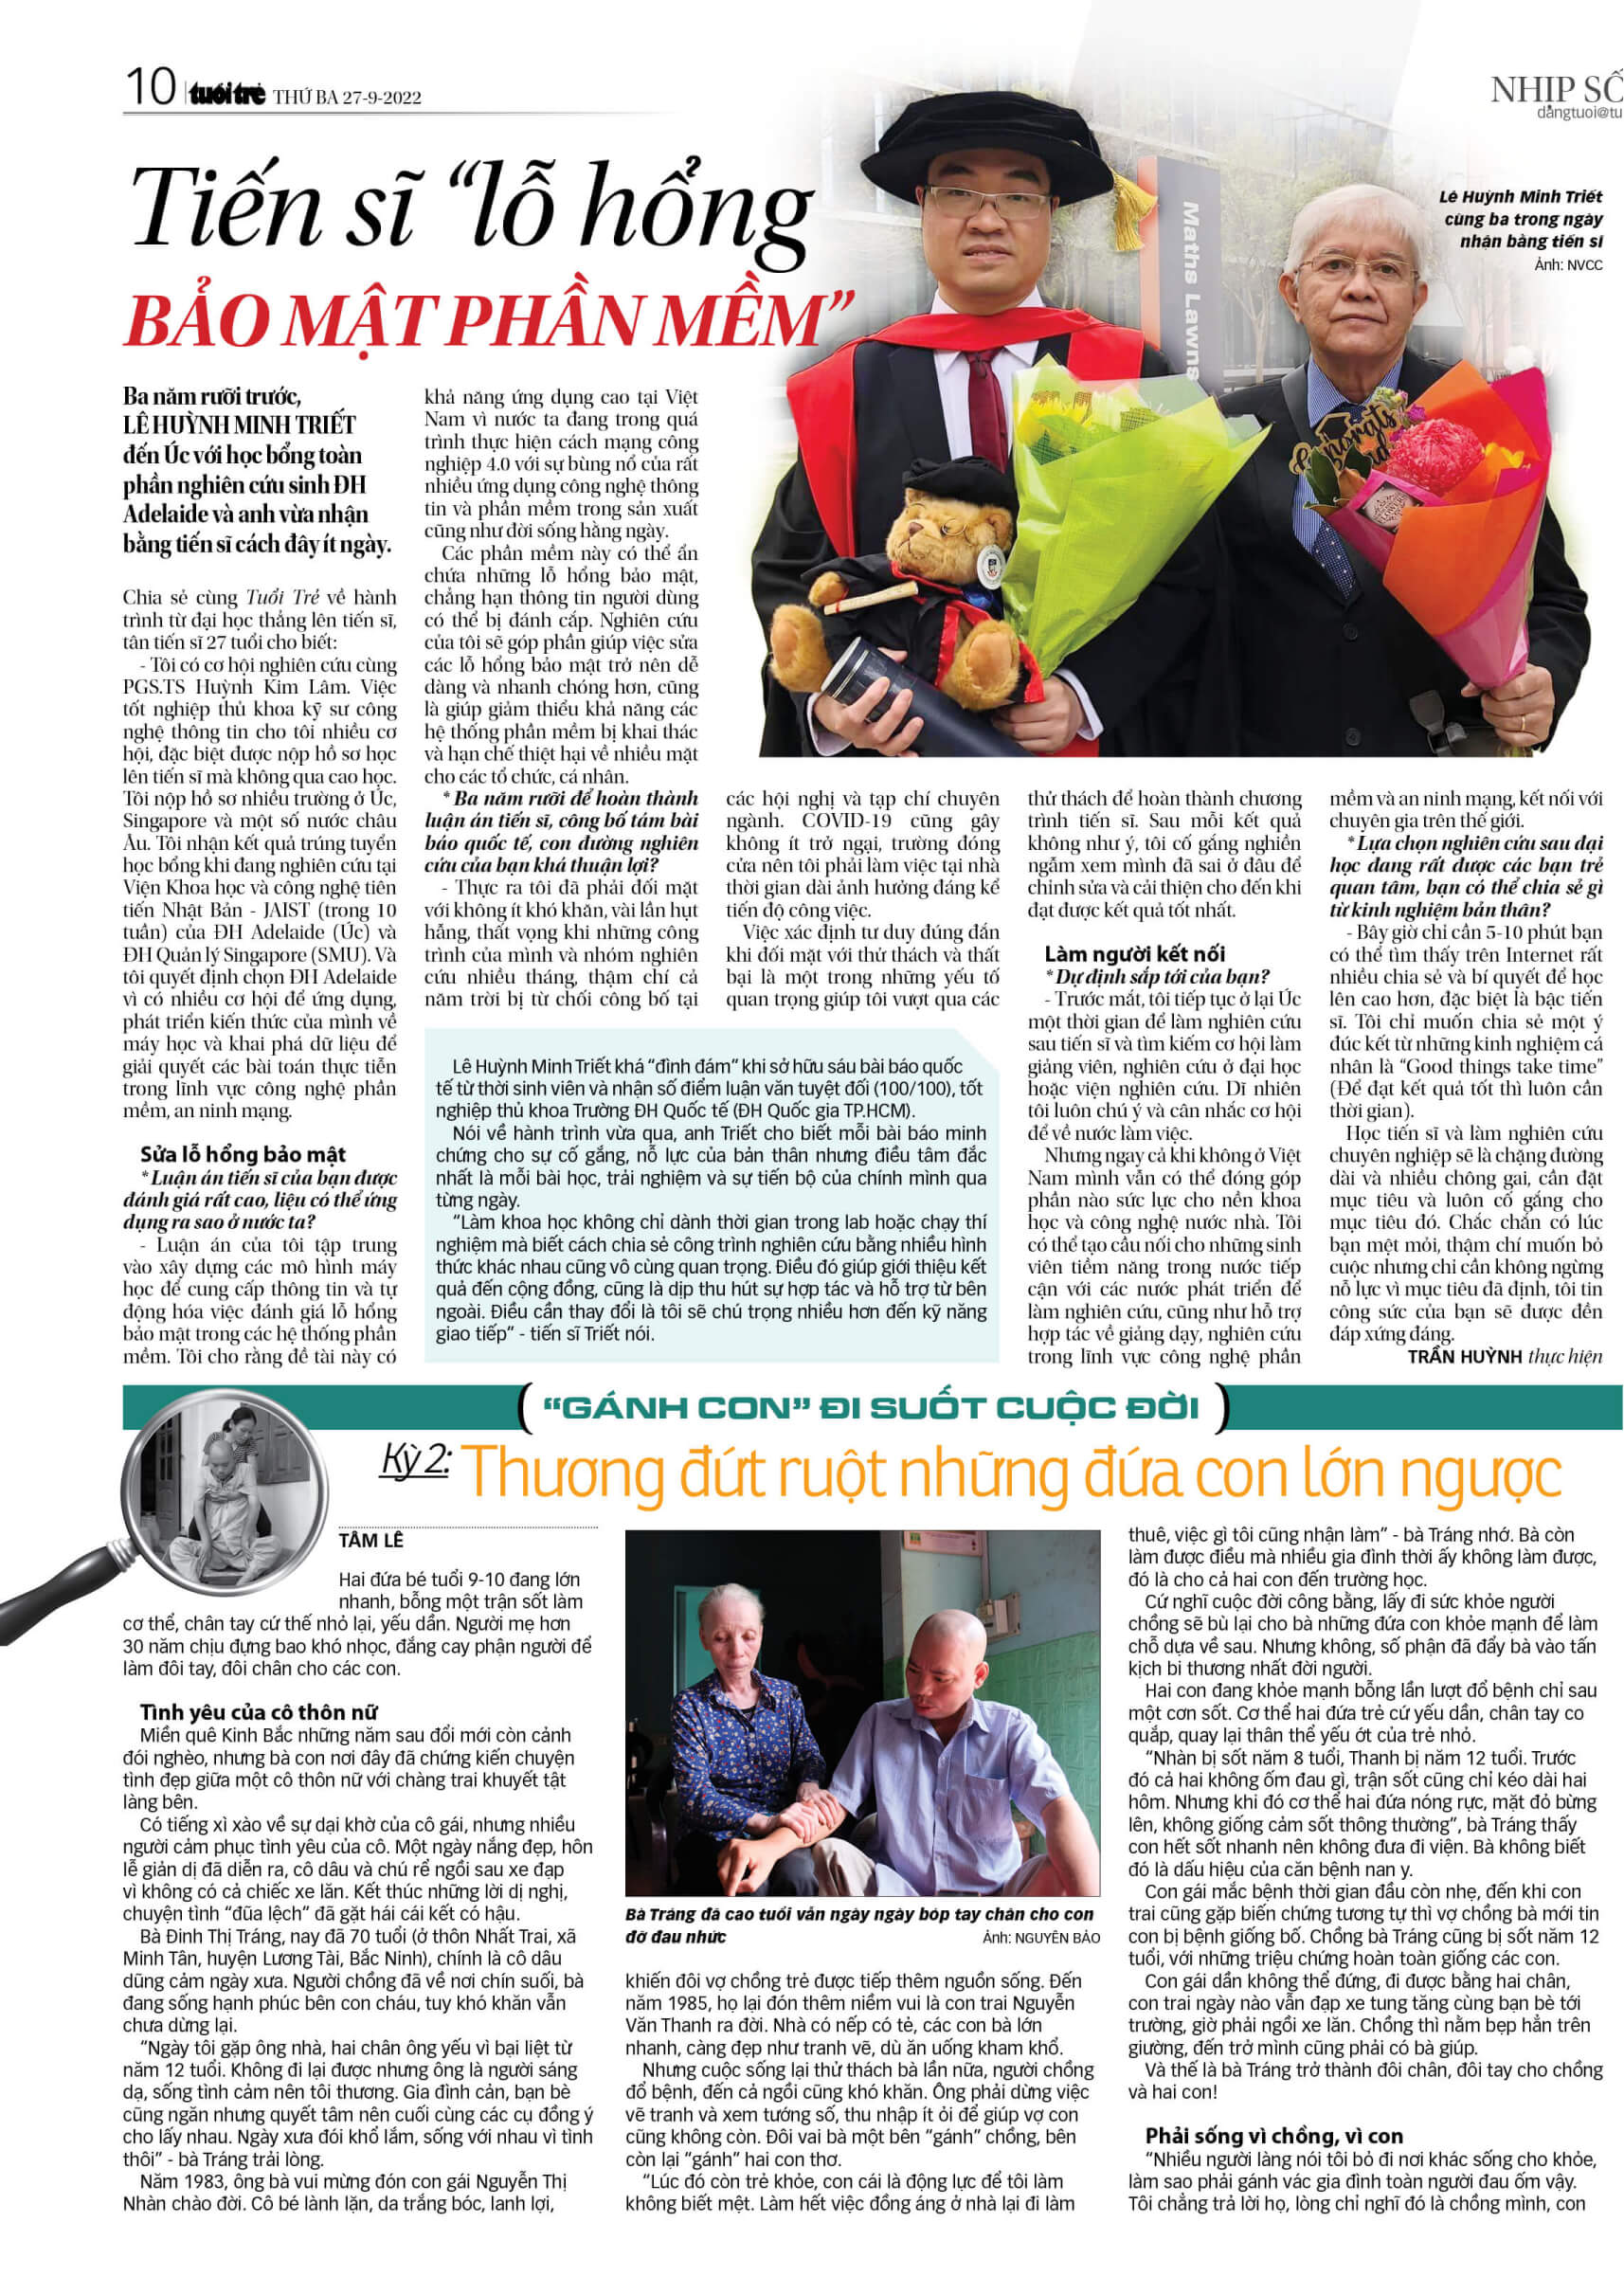 10 tuổi trẻ THỨ BA 27-9-2022
NHỊP SỐ
dangtuoi@tu
Tiến sĩ “lỗ hổng
BẢO MẬT PHẦN MỀM”
Lê Huỳnh Minh Triết
cùng ba trong ngày
nhận bằng tiến sĩ
Ảnh: NVCC
Maths Lawns
Congrats
Grad
Ba năm rưỡi trước,
LÊ HUỲNH MINH TRIẾT
đến Úc với học bổng toàn
phần nghiên cứu sinh ĐH
Adelaide và anh vừa nhận
bằng tiến sĩ cách đây ít ngày.
Chia sẻ cùng Tuổi Trẻ về hành
trình từ đại học thẳng lên tiến sĩ,
tân tiến sĩ 27 tuổi cho biết:
- Tôi có cơ hội nghiên cứu cùng
PGS.TS Huỳnh Kim Lâm. Việc
tốt nghiệp thủ khoa kỹ sư công
nghệ thông tin cho tôi nhiều cơ
hội, đặc biệt được nộp hồ sơ học
lên tiến sĩ mà không qua cao học.
Tôi nộp hồ sơ nhiều trường ở Úc,
Singapore và một số nước châu
Âu. Tôi nhận kết quả trúng tuyển
học bổng khi đang nghiên cứu tại
Viện Khoa học và công nghệ tiên
tiến Nhật Bản - JAIST (trong 10
tuần) của ĐH Adelaide (Úc) và
ĐH Quản lý Singapore (SMU). Và
tôi quyết định chọn ĐH Adelaide
vì có nhiều cơ hội để ứng dụng,
phát triển kiến thức của mình về
máy học và khai phá dữ liệu để
giải quyết các bài toán thực tiễn
trong lĩnh vực công nghệ phần
mềm, an ninh mạng.
Sửa lỗ hổng bảo mật
* Luận án tiến sĩ của bạn được
đánh giá rất cao, liệu có thể ứng
dụng ra sao ở nước ta?
- Luận án của tôi tập trung
vào xây dựng các mô hình máy
học để cung cấp thông tin và tự
động hóa việc đánh giá lỗ hổng
bảo mật trong các hệ thống phần
mềm. Tôi cho rằng đề tài này có
khả năng ứng dụng cao tại Việt
Nam vì nước ta đang trong quá
trình thực hiện cách mạng công
nghiệp 4.0 với sự bùng nổ của rất
nhiều ứng dụng công nghệ thông
tin và phần mềm trong sản xuất
cũng như đời sống hằng ngày.
Các phần mềm này có thể ẩn
chứa những lỗ hổng bảo mật,
chẳng hạn thông tin người dùng
có thể bị đánh cắp. Nghiên cứu
của tôi sẽ góp phần giúp việc sửa
các lỗ hổng bảo mật trở nên dễ
dàng và nhanh chóng hơn, cũng
là giúp giảm thiểu khả năng các
hệ thống phần mềm bị khai thác
và hạn chế thiệt hại về nhiều mặt
cho các tổ chức, cá nhân.
* Ba năm rưỡi để hoàn thành
luận án tiến sĩ, công bố tám bài
báo quốc tế, con đường nghiên
cứu của bạn khá thuận lợi?
- Thực ra tôi đã phải đối mặt
với không ít khó khăn, vài lần hụt
hẫng, thất vọng khi những công
trình của mình và nhóm nghiên
cứu nhiều tháng, thậm chí cả
năm trời bị từ chối công bố tại
các hội nghị và tạp chí chuyên
ngành. COVID-19 cũng gây
không ít trở ngại, trường đóng
cửa nên tôi phải làm việc tại nhà
thời gian dài ảnh hưởng đáng kể
tiến độ công việc.
Việc xác định tư duy đúng đắn
khi đối mặt với thử thách và thất
bại là một trong những yếu tố
quan trọng giúp tôi vượt qua các
thử thách để hoàn thành chương
trình tiến sĩ. Sau mỗi kết quả
không như ý, tôi cố gắng nghiền
ngẫm xem mình đã sai ở đâu để
chỉnh sửa và cải thiện cho đến khi
đạt được kết quả tốt nhất.
Làm người kết nối
* Dự định sắp tới của bạn?
- Trước mắt, tôi tiếp tục ở lại Úc
một thời gian để làm nghiên cứu
sau tiến sĩ và tìm kiếm cơ hội làm
giảng viên, nghiên cứu ở đại học
hoặc viện nghiên cứu. Dĩ nhiên
tôi luôn chú ý và cân nhắc cơ hội
để về nước làm việc.
Nhưng ngay cả khi không ở Việt
Nam mình vẫn có thể đóng góp
phần nào sức lực cho nền khoa
học và công nghệ nước nhà. Tôi
có thể tạo cầu nối cho những sinh
viên tiềm năng trong nước tiếp
cận với các nước phát triển để
làm nghiên cứu, cũng như hỗ trợ
hợp tác về giảng dạy, nghiên cứu
trong lĩnh vực công nghệ phần
mềm và an ninh mạng, kết nối với
chuyên gia trên thế giới.
* Lựa chọn nghiên cứu sau đại
học đang rất được các bạn trẻ
quan tâm, bạn có thể chia sẻ gì
từ kinh nghiệm bản thân?
- Bây giờ chỉ cần 5-10 phút bạn
có thể tìm thấy trên Internet rất
nhiều chia sẻ và bí quyết để học
lên cao hơn, đặc biệt là bậc tiến
sĩ. Tôi chỉ muốn chia sẻ một ý
đúc kết từ những kinh nghiệm cá
nhân là “Good things take time”
(Để đạt kết quả tốt thì luôn cần
thời gian).
Học tiến sĩ và làm nghiên cứu
chuyên nghiệp sẽ là chặng đường
dài và nhiều chông gai, cần đặt
mục tiêu và luôn cố gắng cho
mục tiêu đó. Chắc chắn có lúc
bạn mệt mỏi, thậm chí muốn bỏ
cuộc nhưng chỉ cần không ngừng
nỗ lực vì mục tiêu đã định, tôi tin
công sức của bạn sẽ được đền
đáp xứng đáng.
TRẦN HUỲNH thực hiện
Lê Huỳnh Minh Triết khá “đình đám” khi sở hữu sáu bài báo quốc
tế từ thời sinh viên và nhận số điểm luận văn tuyệt đối (100/100), tốt
nghiệp thủ khoa Trường ĐH Quốc tế (ĐH Quốc gia TP.HCM).
Nói về hành trình vừa qua, anh Triết cho biết mỗi bài báo minh
chứng cho sự cố gắng, nỗ lực của bản thân nhưng điều tâm đắc
nhất là mỗi bài học, trải nghiệm và sự tiến bộ của chính mình qua
từng ngày.
“Làm khoa học không chỉ dành thời gian trong lab hoặc chạy thí
nghiệm mà biết cách chia sẻ công trình nghiên cứu bằng nhiều hình
thức khác nhau cũng vô cùng quan trọng. Điều đó giúp giới thiệu kết
quả đến cộng đồng, cũng là dịp thu hút sự hợp tác và hỗ trợ từ bên
ngoài. Điều cần thay đổi là tôi sẽ chú trọng nhiều hơn đến kỹ năng
giao tiếp” - tiến sĩ Triết nói.
(“GÁNH CON” ĐI SUỐT CUỘC ĐỜI)
Kỳ 2: Thương đứt ruột những đứa con lớn ngược
TÂM LÊ
Hai đứa bé tuổi 9-10 đang lớn
nhanh, bỗng một trận sốt làm
cơ thể, chân tay cứ thế nhỏ lại, yếu dần. Người mẹ hơn
30 năm chịu đựng bao khó nhọc, đắng cay phận người để
làm đôi tay, đôi chân cho các con.
Tình yêu của cô thôn nữ
Miền quê Kinh Bắc những năm sau đổi mới còn cảnh
đói nghèo, nhưng bà con nơi đây đã chứng kiến chuyện
tình đẹp giữa một cô thôn nữ với chàng trai khuyết tật
làng bên.
Có tiếng xì xào về sự dại khờ của cô gái, nhưng nhiều
người cảm phục tình yêu của cô. Một ngày nắng đẹp, hôn
lễ giản dị đã diễn ra, cô dâu và chú rể ngồi sau xe đạp
vì không có cả chiếc xe lăn. Kết thúc những lời dị nghị,
chuyện tình “đũa lệch” đã gặt hái cái kết có hậu.
Bà Đinh Thị Tráng, nay đã 70 tuổi (ở thôn Nhất Trai, xã
Minh Tân, huyện Lương Tài, Bắc Ninh), chính là cô dâu
dũng cảm ngày xưa. Người chồng đã về nơi chín suối, bà
đang sống hạnh phúc bên con cháu, tuy khó khăn vẫn
chưa dừng lại.
“Ngày tôi gặp ông nhà, hai chân ông yếu vì bại liệt từ
năm 12 tuổi. Không đi lại được nhưng ông là người sáng
dạ, sống tình cảm nên tôi thương. Gia đình cản, bạn bè
cũng ngăn nhưng quyết tâm nên cuối cùng các cụ đồng ý
cho lấy nhau. Ngày xưa đói khổ lắm, sống với nhau vì tình
thôi” - bà Tráng trải lòng.
Năm 1983, ông bà vui mừng đón con gái Nguyễn Thị
Nhàn chào đời. Cô bé lành lặn, da trắng bóc, lanh lợi,
Bà Tráng đã cao tuổi vẫn ngày ngày bóp tay chân cho con
đỡ đau nhức
Ảnh: NGUYÊN BẢO
khiến đôi vợ chồng trẻ được tiếp thêm nguồn sống. Đến
năm 1985, họ lại đón thêm niềm vui là con trai Nguyễn
Văn Thanh ra đời. Nhà có nếp có tẻ, các con bà lớn
nhanh, càng đẹp như tranh vẽ, dù ăn uống kham khổ.
Nhưng cuộc sống lại thử thách bà lần nữa, người chồng
đổ bệnh, đến cả ngồi cũng khó khăn. Ông phải dừng việc
vẽ tranh và xem tướng số, thu nhập ít ỏi để giúp vợ con
cũng không còn. Đôi vai bà một bên “gánh” chồng, bên
còn lại “gánh” hai con thơ.
“Lúc đó còn trẻ khỏe, con cái là động lực để tôi làm
không biết mệt. Làm hết việc đồng áng ở nhà lại đi làm
thuê, việc gì tôi cũng nhận làm” - bà Tráng nhớ. Bà còn
làm được điều mà nhiều gia đình thời ấy không làm được,
đó là cho cả hai con đến trường học.
Cứ nghĩ cuộc đời công bằng, lấy đi sức khỏe người
chồng sẽ bù lại cho bà những đứa con khỏe mạnh để làm
chỗ dựa về sau. Nhưng không, số phận đã đẩy bà vào tấn
kịch bi thương nhất đời người.
Hai con đang khỏe mạnh bỗng lần lượt đổ bệnh chỉ sau
một cơn sốt. Cơ thể hai đứa trẻ cứ yếu dần, chân tay co
quắp, quay lại thân thể yếu ớt của trẻ nhỏ.
“Nhàn bị sốt năm 8 tuổi, Thanh bị năm 12 tuổi. Trước
đó cả hai không ốm đau gì, trận sốt cũng chỉ kéo dài hai
hôm. Nhưng khi đó cơ thể hai đứa nóng rực, mặt đỏ bừng
lên, không giống cảm sốt thông thường”, bà Tráng thấy
con hết sốt nhanh nên không đưa đi viện. Bà không biết
đó là dấu hiệu của căn bệnh nan y.
Con gái mắc bệnh thời gian đầu còn nhẹ, đến khi con
trai cũng gặp biến chứng tương tự thì vợ chồng bà mới tin
con bị bệnh giống bố. Chồng bà Tráng cũng bị sốt năm 12
tuổi, với những triệu chứng hoàn toàn giống các con.
Con gái dần không thể đứng, đi được bằng hai chân,
con trai ngày nào vẫn đạp xe tung tăng cùng bạn bè tới
trường, giờ phải ngồi xe lăn. Chồng thì nằm bẹp hẳn trên
giường, đến trở mình cũng phải có bà giúp.
Và thế là bà Tráng trở thành đôi chân, đôi tay cho chồng
và hai con!
Phải sống vì chồng, vì con
“Nhiều người làng nói tôi bỏ đi nơi khác sống cho khỏe,
làm sao phải gánh vác gia đình toàn người đau ốm vậy.
Tôi chẳng trả lời họ, lòng chỉ nghĩ đó là chồng mình, con